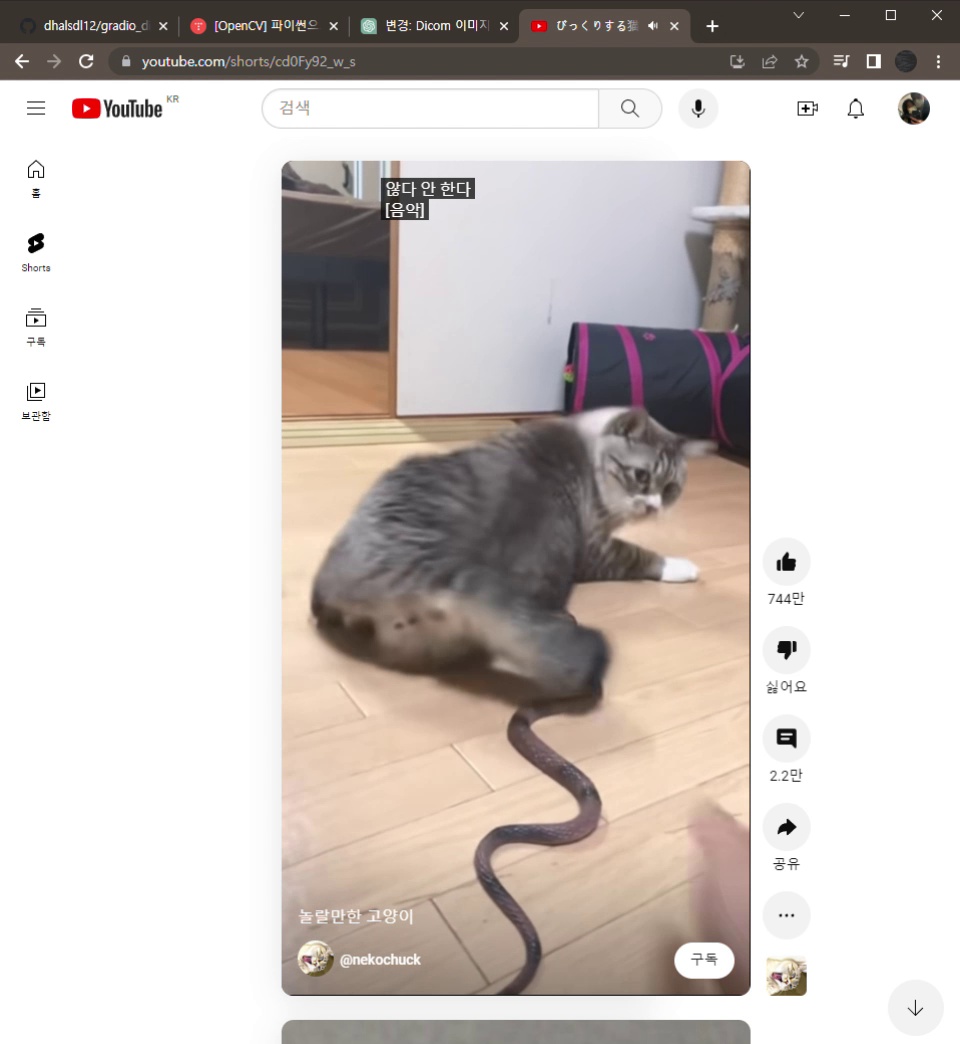 dhalsdl12/gradio_d
[OpenCV] 파이썬으
변경: Dicom 이미지
びっくりする猫
youtube.com/shorts/cd0Fy92_w_s
YouTube KR
검색
홈
Shorts
구독
보관함
않다 안 한다
[음악]
744만
싫어요
2.2만
공유
놀랄만한 고양이
@nekochuck
구독